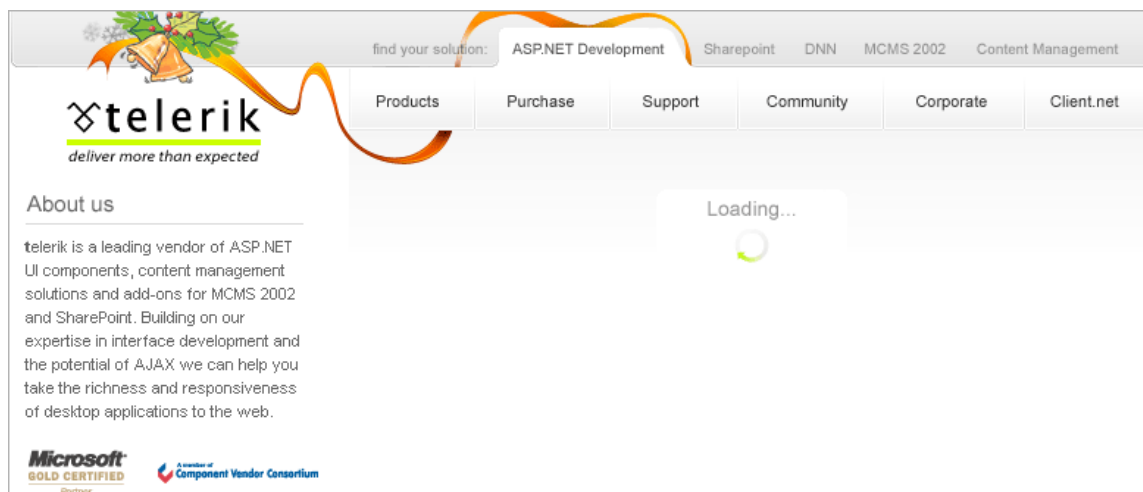 find your solution: ASP.NET Development Sharepoint DNN MCMS 2002 Content Management
Products Purchase Support Community Corporate Client.net
telerik
deliver more than expected
Loading...
About us
telerik is a leading vendor of ASP.NET
UI components, content management
solutions and add-ons for MCMS 2002
and SharePoint. Building on our
expertise in interface development and
the potential of AJAX we can help you
take the richness and responsiveness
of desktop applications to the web.
Microsoft
GOLD CERTIFIED
Partner
A member of
Component Vendor Consortium